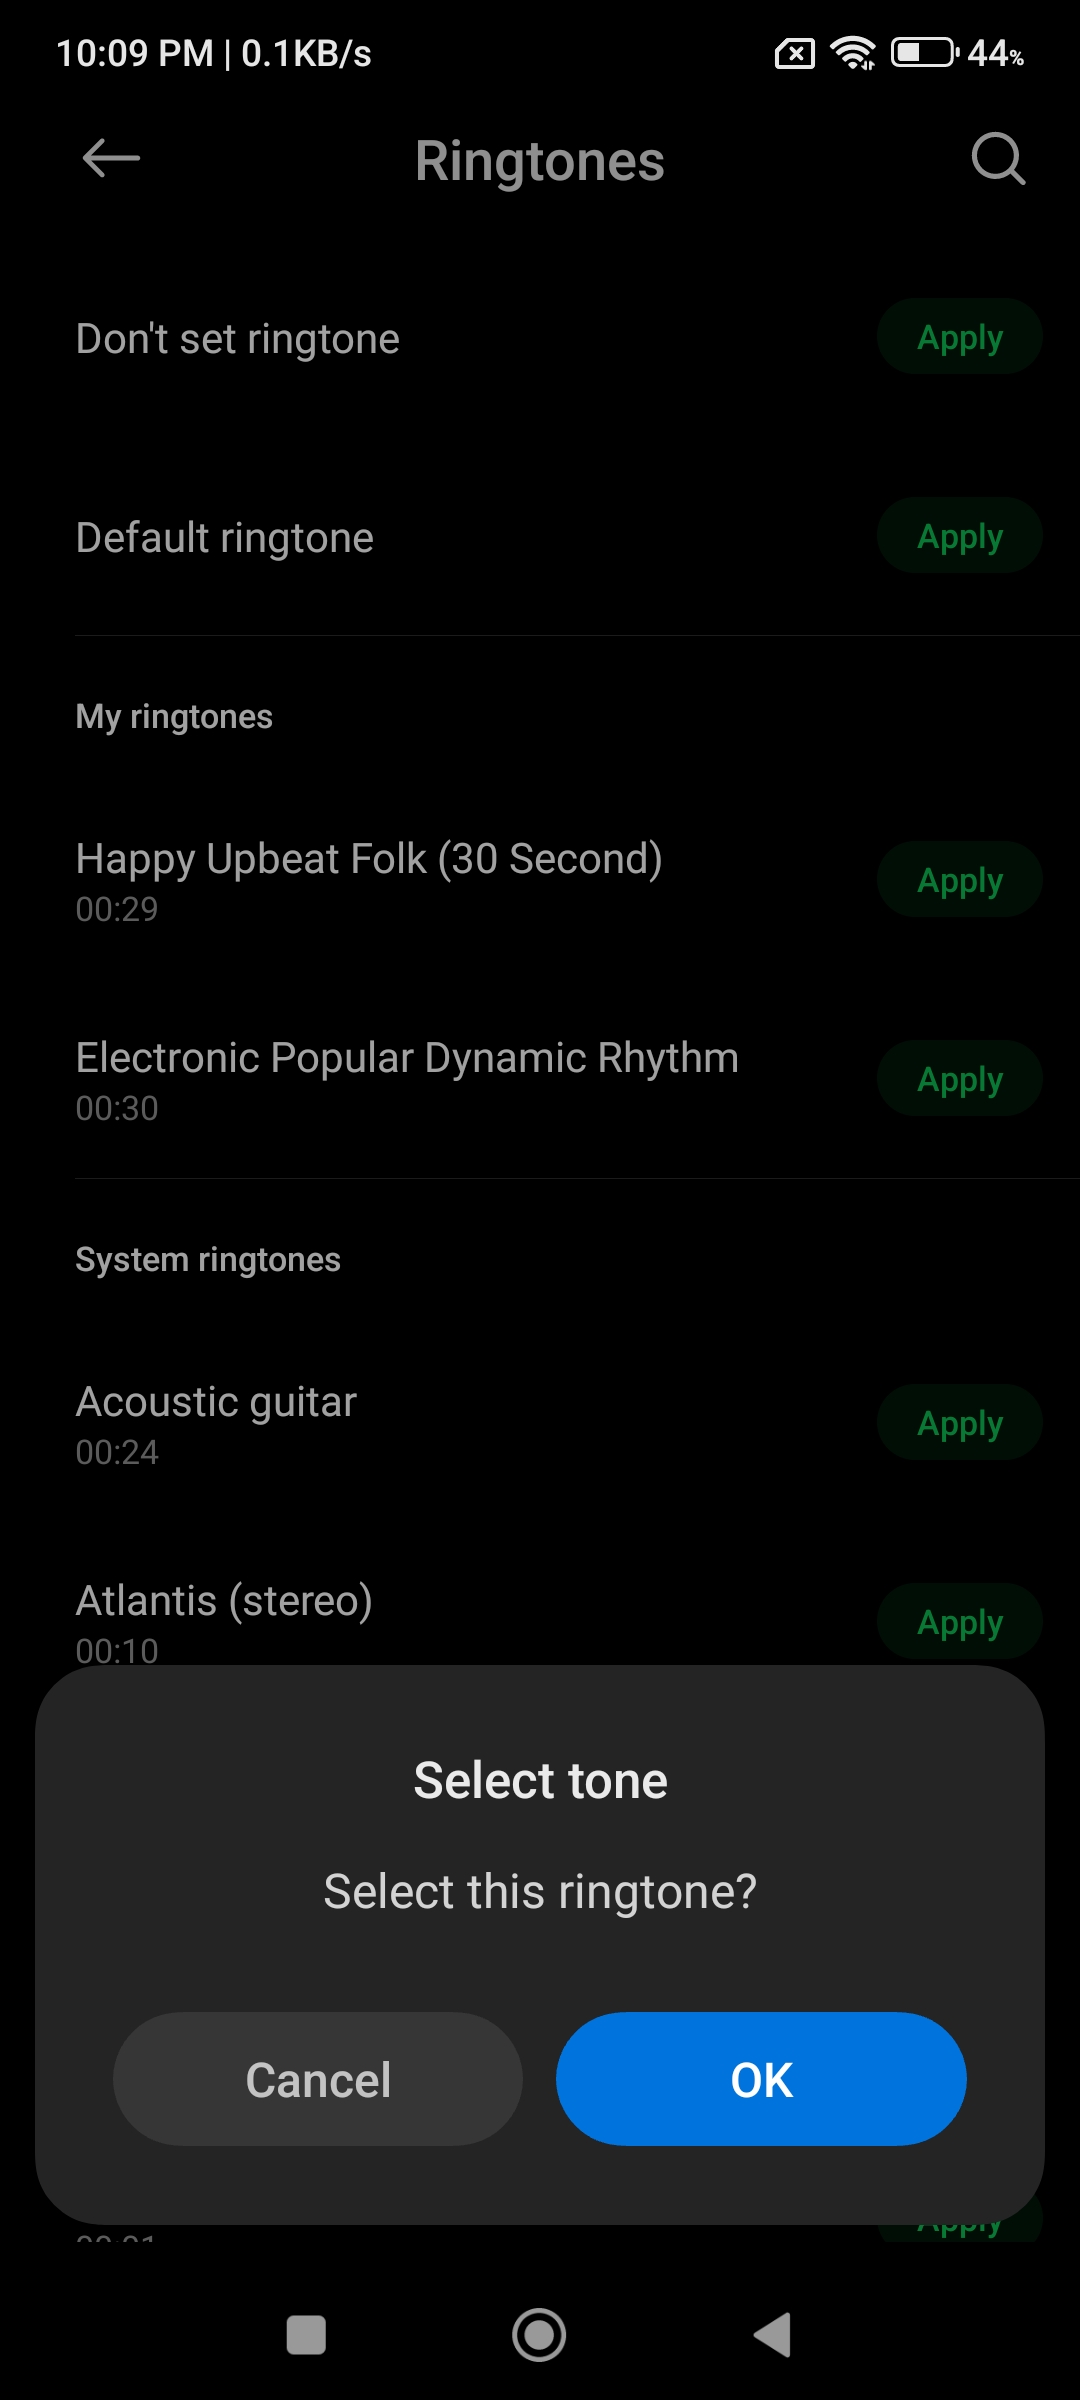 10:09 PM | 0.1KB/s 44%
Ringtones
Don't set ringtone Apply
Default ringtone Apply
My ringtones
Happy Upbeat Folk (30 Second) Apply
00:29
Electronic Popular Dynamic Rhythm Apply
00:30
System ringtones
Acoustic guitar Apply
00:24
Atlantis (stereo) Apply
00:10
Select tone
Select this ringtone?
Cancel OK
Apply